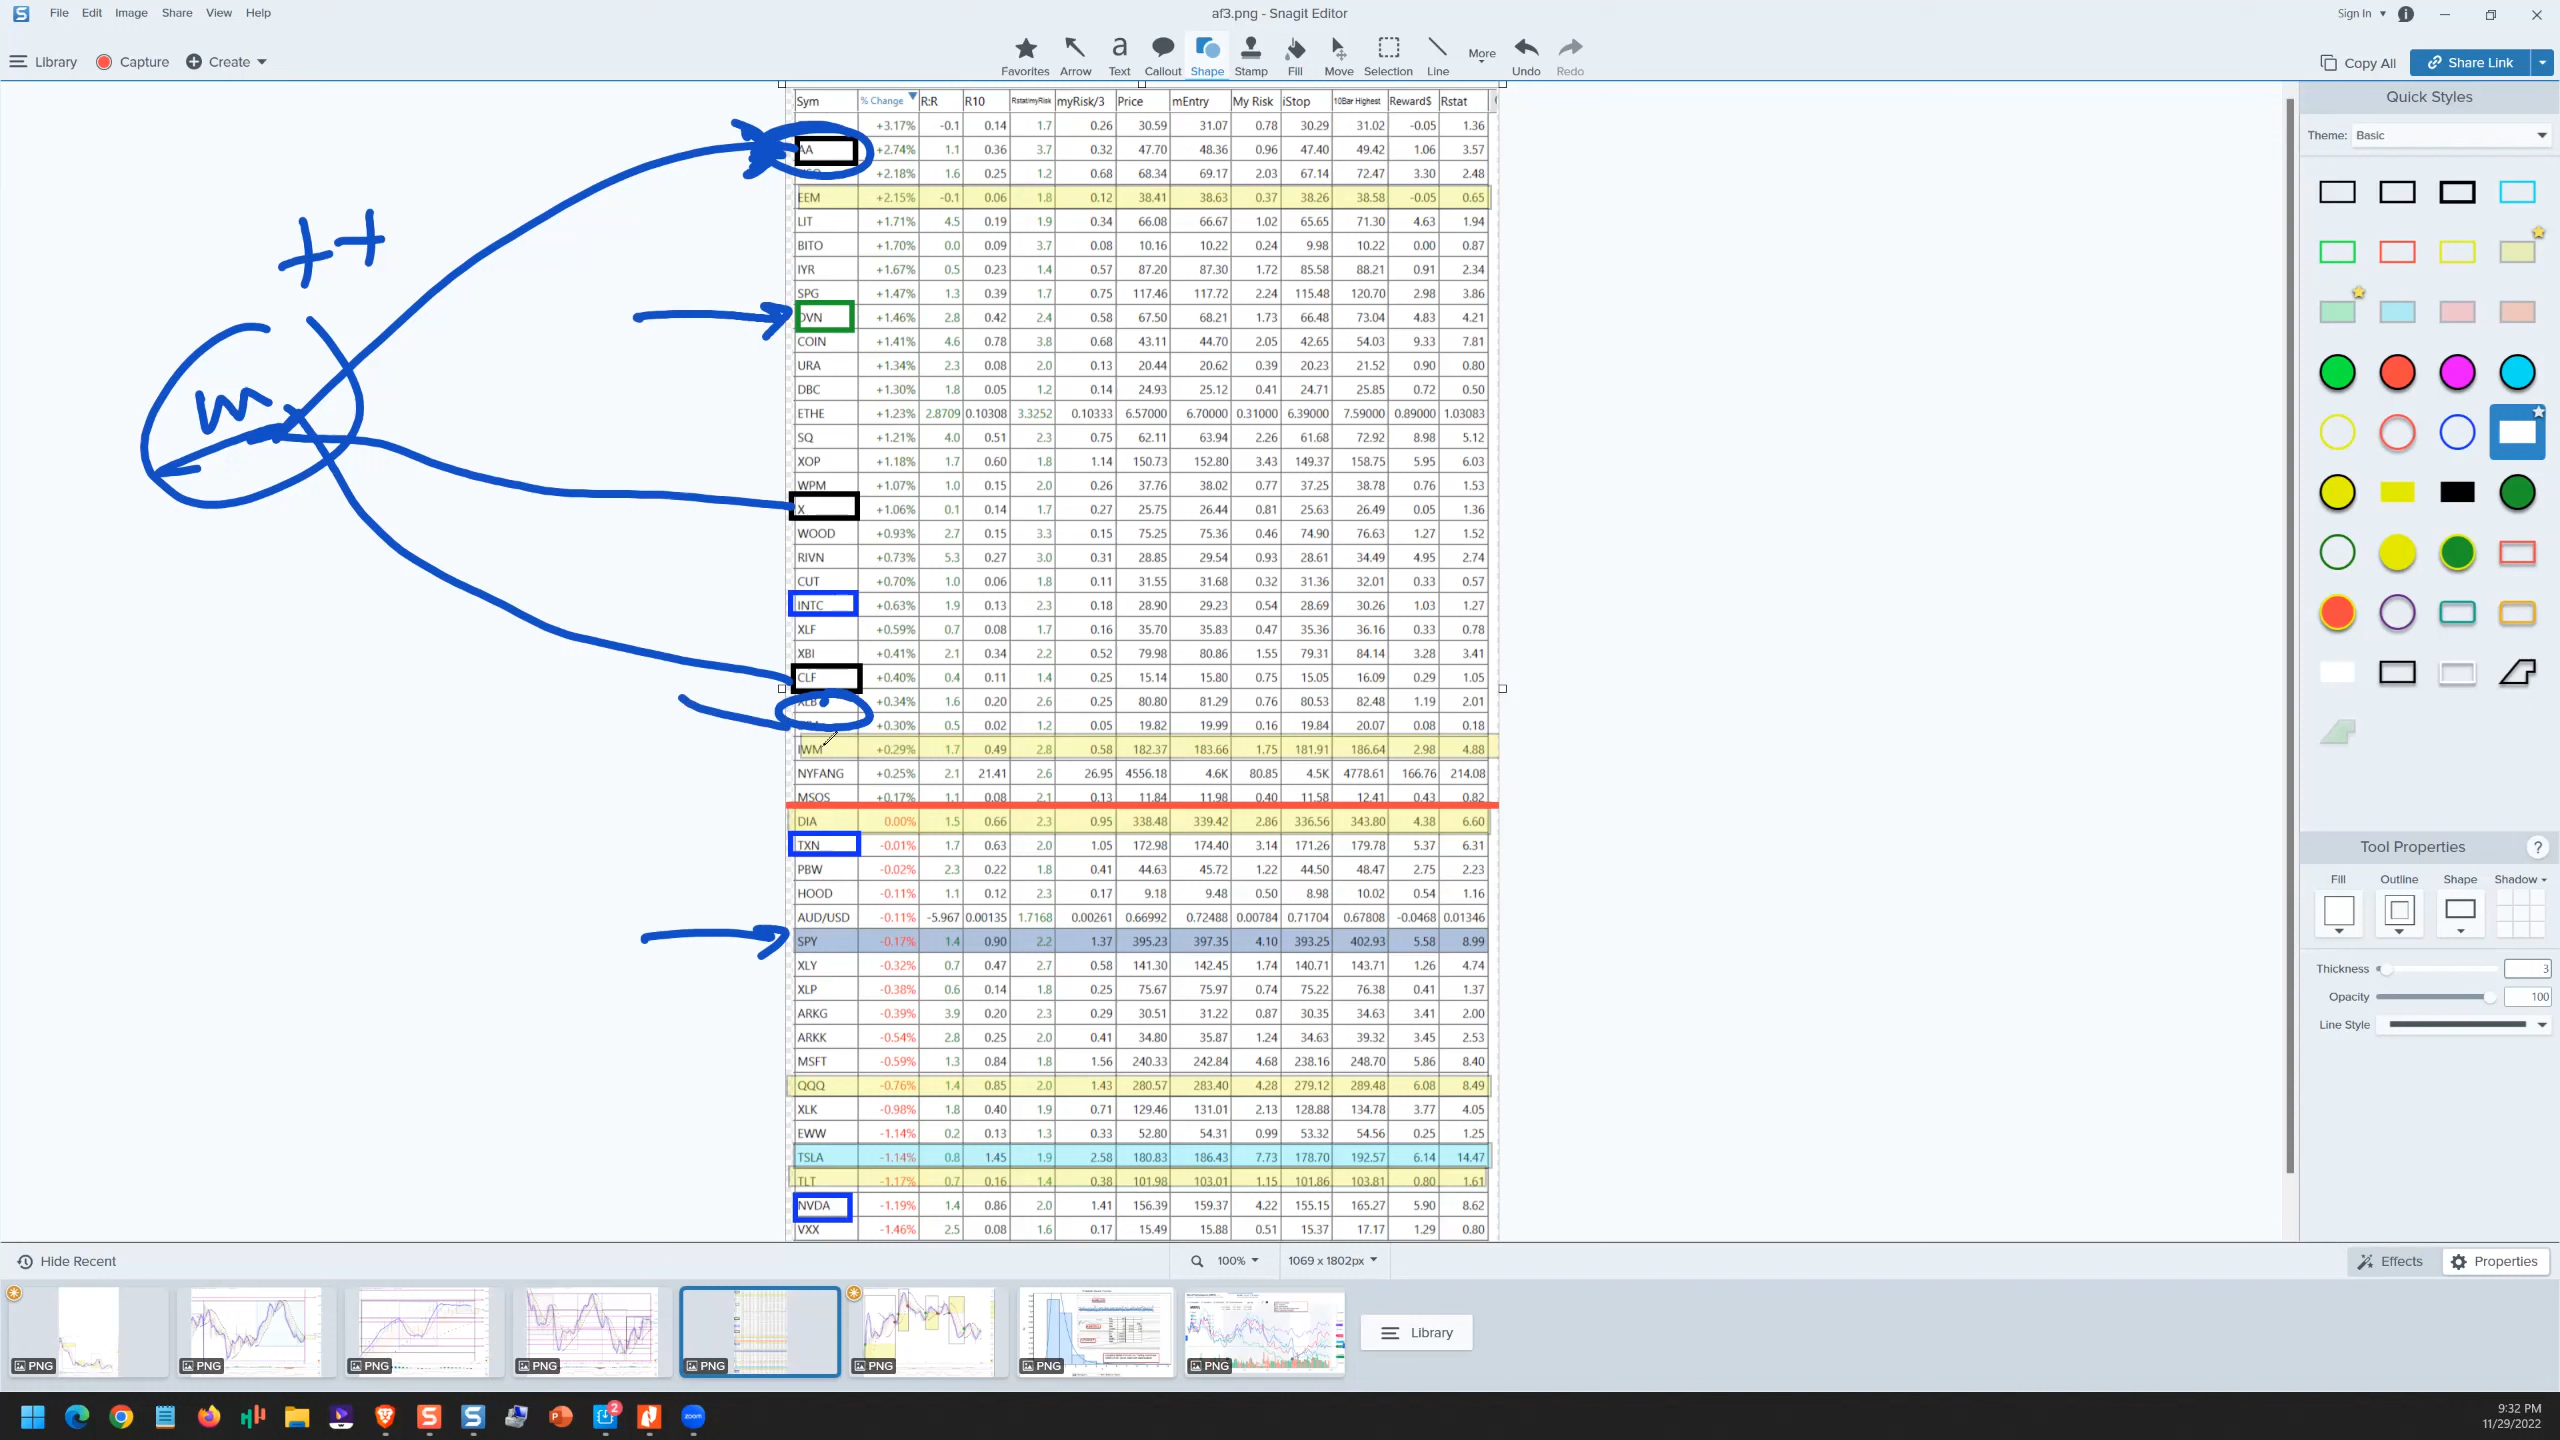 af3.png - Snagit Editor
File Edit Image Share View Help
Sign In
Library Capture Create
Favorites Arrow Text Callout Shape Stamp Fill Move Selection Line More Undo Redo
Copy All Share Link
Quick Styles
Theme: Basic
++
m
Sym % Change R:R R10 Rstat/myRisk myRisk/3 Price mEntry My Risk iStop 10Bar Highest Reward$ Rstat
+3.17% -0.1 0.14 1.7 0.26 30.59 31.07 0.78 30.29 31.02 -0.05 1.36
AA +2.74% 1.1 0.36 3.7 0.32 47.70 48.36 0.96 47.40 49.42 1.06 3.57
+2.18% 1.6 0.25 1.2 0.68 68.34 69.17 2.03 67.14 72.47 3.30 2.48
EEM +2.15% -0.1 0.06 1.8 0.12 38.41 38.63 0.37 38.26 38.58 -0.05 0.65
LIT +1.71% 4.5 0.19 1.9 0.34 66.08 66.67 1.02 65.65 71.30 4.63 1.94
BITO +1.70% 0.0 0.09 3.7 0.08 10.16 10.22 0.24 9.98 10.22 0.00 0.87
IYR +1.67% 0.5 0.23 1.4 0.57 87.20 87.30 1.72 85.58 88.21 0.91 2.34
SPG +1.47% 1.3 0.39 1.7 0.75 117.46 117.72 2.24 115.48 120.70 2.98 3.86
DVN +1.46% 2.8 0.42 2.4 0.58 67.50 68.21 1.73 66.48 73.04 4.83 4.21
COIN +1.41% 4.6 0.78 3.8 0.68 43.11 44.70 2.05 42.65 54.03 9.33 7.81
URA +1.34% 2.3 0.08 2.0 0.13 20.44 20.62 0.39 20.23 21.52 0.90 0.80
DBC +1.30% 1.8 0.05 1.2 0.14 24.93 25.12 0.41 24.71 25.85 0.72 0.50
ETHE +1.23% 2.8709 0.10308 3.3252 0.10333 6.57000 6.70000 0.31000 6.39000 7.59000 0.89000 1.03083
SQ +1.21% 4.0 0.51 2.3 0.75 62.11 63.94 2.26 61.68 72.92 8.98 5.12
XOP +1.18% 1.7 0.60 1.8 1.14 150.73 152.80 3.43 149.37 158.75 5.95 6.03
WPM +1.07% 1.0 0.15 2.0 0.26 37.76 38.02 0.77 37.25 38.78 0.76 1.53
X +1.06% 0.1 0.14 1.7 0.27 25.75 26.44 0.81 25.63 26.49 0.05 1.36
WOOD +0.93% 2.7 0.15 3.3 0.15 75.25 75.36 0.46 74.90 76.63 1.27 1.52
RIVN +0.73% 5.3 0.27 3.0 0.31 28.85 29.54 0.93 28.61 34.49 4.95 2.74
CUT +0.70% 1.0 0.06 1.8 0.11 31.55 31.68 0.32 31.36 32.01 0.33 0.57
INTC +0.63% 1.9 0.13 2.3 0.18 28.90 29.23 0.54 28.69 30.26 1.03 1.27
XLF +0.59% 0.7 0.08 1.7 0.16 35.70 35.83 0.47 35.36 36.16 0.33 0.78
XBI +0.41% 2.1 0.34 2.2 0.52 79.98 80.86 1.55 79.31 84.14 3.28 3.41
CLF +0.40% 0.4 0.11 1.4 0.25 15.14 15.80 0.75 15.05 16.09 0.29 1.05
XLB +0.34% 1.6 0.20 2.6 0.25 80.80 81.29 0.76 80.53 82.48 1.19 2.01
+0.30% 0.5 0.02 1.2 0.05 19.82 19.99 0.16 19.84 20.07 0.08 0.18
IWM +0.29% 1.7 0.49 2.8 0.58 182.37 183.66 1.75 181.91 186.64 2.98 4.88
NYFANG +0.25% 2.1 21.41 2.6 26.95 4556.18 4.6K 80.85 4.5K 4778.61 166.76 214.08
MSOS +0.17% 1.1 0.08 2.1 0.13 11.84 11.98 0.40 11.58 12.41 0.43 0.82
DIA 0.00% 1.5 0.66 2.3 0.95 338.48 339.42 2.86 336.56 343.80 4.38 6.60
TXN -0.01% 1.7 0.63 2.0 1.05 172.98 174.40 3.14 171.26 179.78 5.37 6.31
PBW -0.02% 2.3 0.22 1.8 0.41 44.63 45.72 1.22 44.50 48.47 2.75 2.23
HOOD -0.11% 1.1 0.12 2.3 0.17 9.18 9.48 0.50 8.98 10.02 0.54 1.16
AUD/USD -0.11% -5.967 0.00135 1.7168 0.00261 0.66992 0.72488 0.00784 0.71704 0.67808 -0.0468 0.01346
SPY -0.17% 1.4 0.90 2.2 1.37 395.23 397.35 4.10 393.25 402.93 5.58 8.99
XLY -0.32% 0.7 0.47 2.7 0.58 141.30 142.45 1.74 140.71 143.71 1.26 4.74
XLP -0.38% 0.6 0.14 1.8 0.25 75.67 75.97 0.74 75.22 76.38 0.41 1.37
ARKG -0.39% 3.9 0.20 2.3 0.29 30.51 31.22 0.87 30.35 34.63 3.41 2.00
ARKK -0.54% 2.8 0.25 2.0 0.41 34.80 35.87 1.24 34.63 39.32 3.45 2.53
MSFT -0.59% 1.3 0.84 1.8 1.56 240.33 242.84 4.68 238.16 248.70 5.86 8.40
QQQ -0.76% 1.4 0.85 2.0 1.43 280.57 283.40 4.28 279.12 289.48 6.08 8.49
XLK -0.98% 1.8 0.40 1.9 0.71 129.46 131.01 2.13 128.88 134.78 3.77 4.05
EWW -1.14% 0.2 0.13 1.3 0.33 52.80 54.31 0.99 53.32 54.56 0.25 1.25
TSLA -1.14% 0.8 1.45 1.9 2.58 180.83 186.43 7.73 178.70 192.57 6.14 14.47
TLT -1.17% 0.7 0.16 1.4 0.38 101.98 103.01 1.15 101.86 103.81 0.80 1.61
NVDA -1.19% 1.4 0.86 2.0 1.41 156.39 159.37 4.22 155.15 165.27 5.90 8.62
VXX -1.46% 2.5 0.08 1.6 0.17 15.49 15.88 0.51 15.37 17.17 1.29 0.80
Tool Properties ?
Fill Outline Shape Shadow
Thickness 3
Opacity 100
Line Style
Hide Recent
100% 1069 x 1802px
Effects Properties
PNG PNG PNG PNG PNG PNG PNG PNG
Library
2
zoom
9:32 PM
11/29/2022